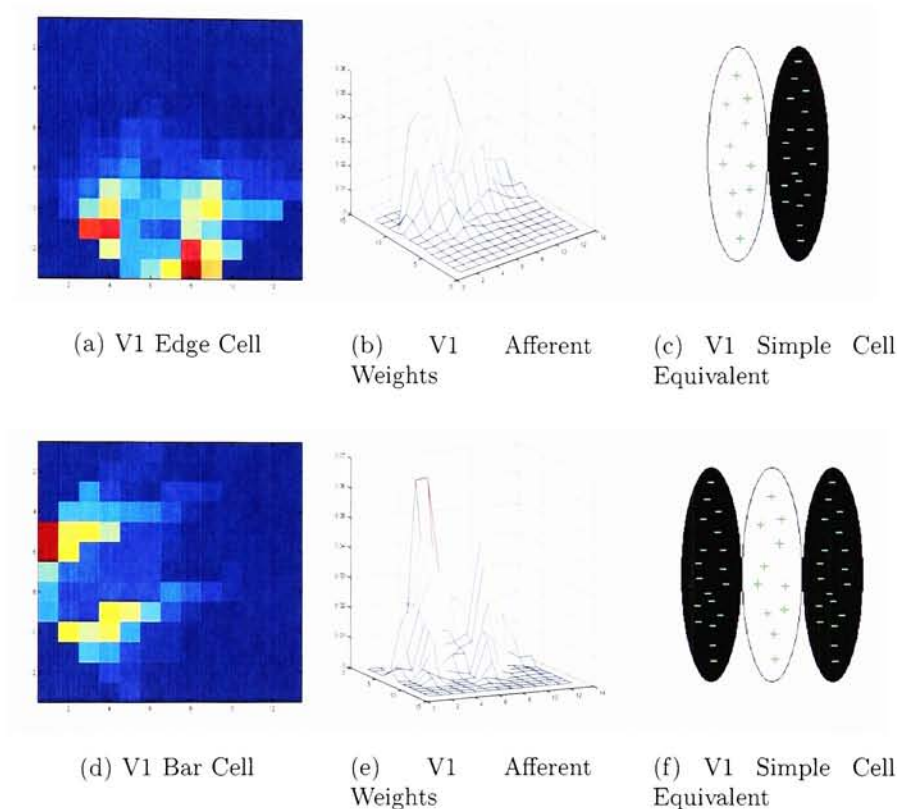 (a) V1 Edge Cell
(b) V1 Afferent
Weights
(c) V1 Simple Cell
Equivalent
(d) V1 Bar Cell
(e) V1 Afferent
Weights
(f) V1 Simple Cell
Equivalent